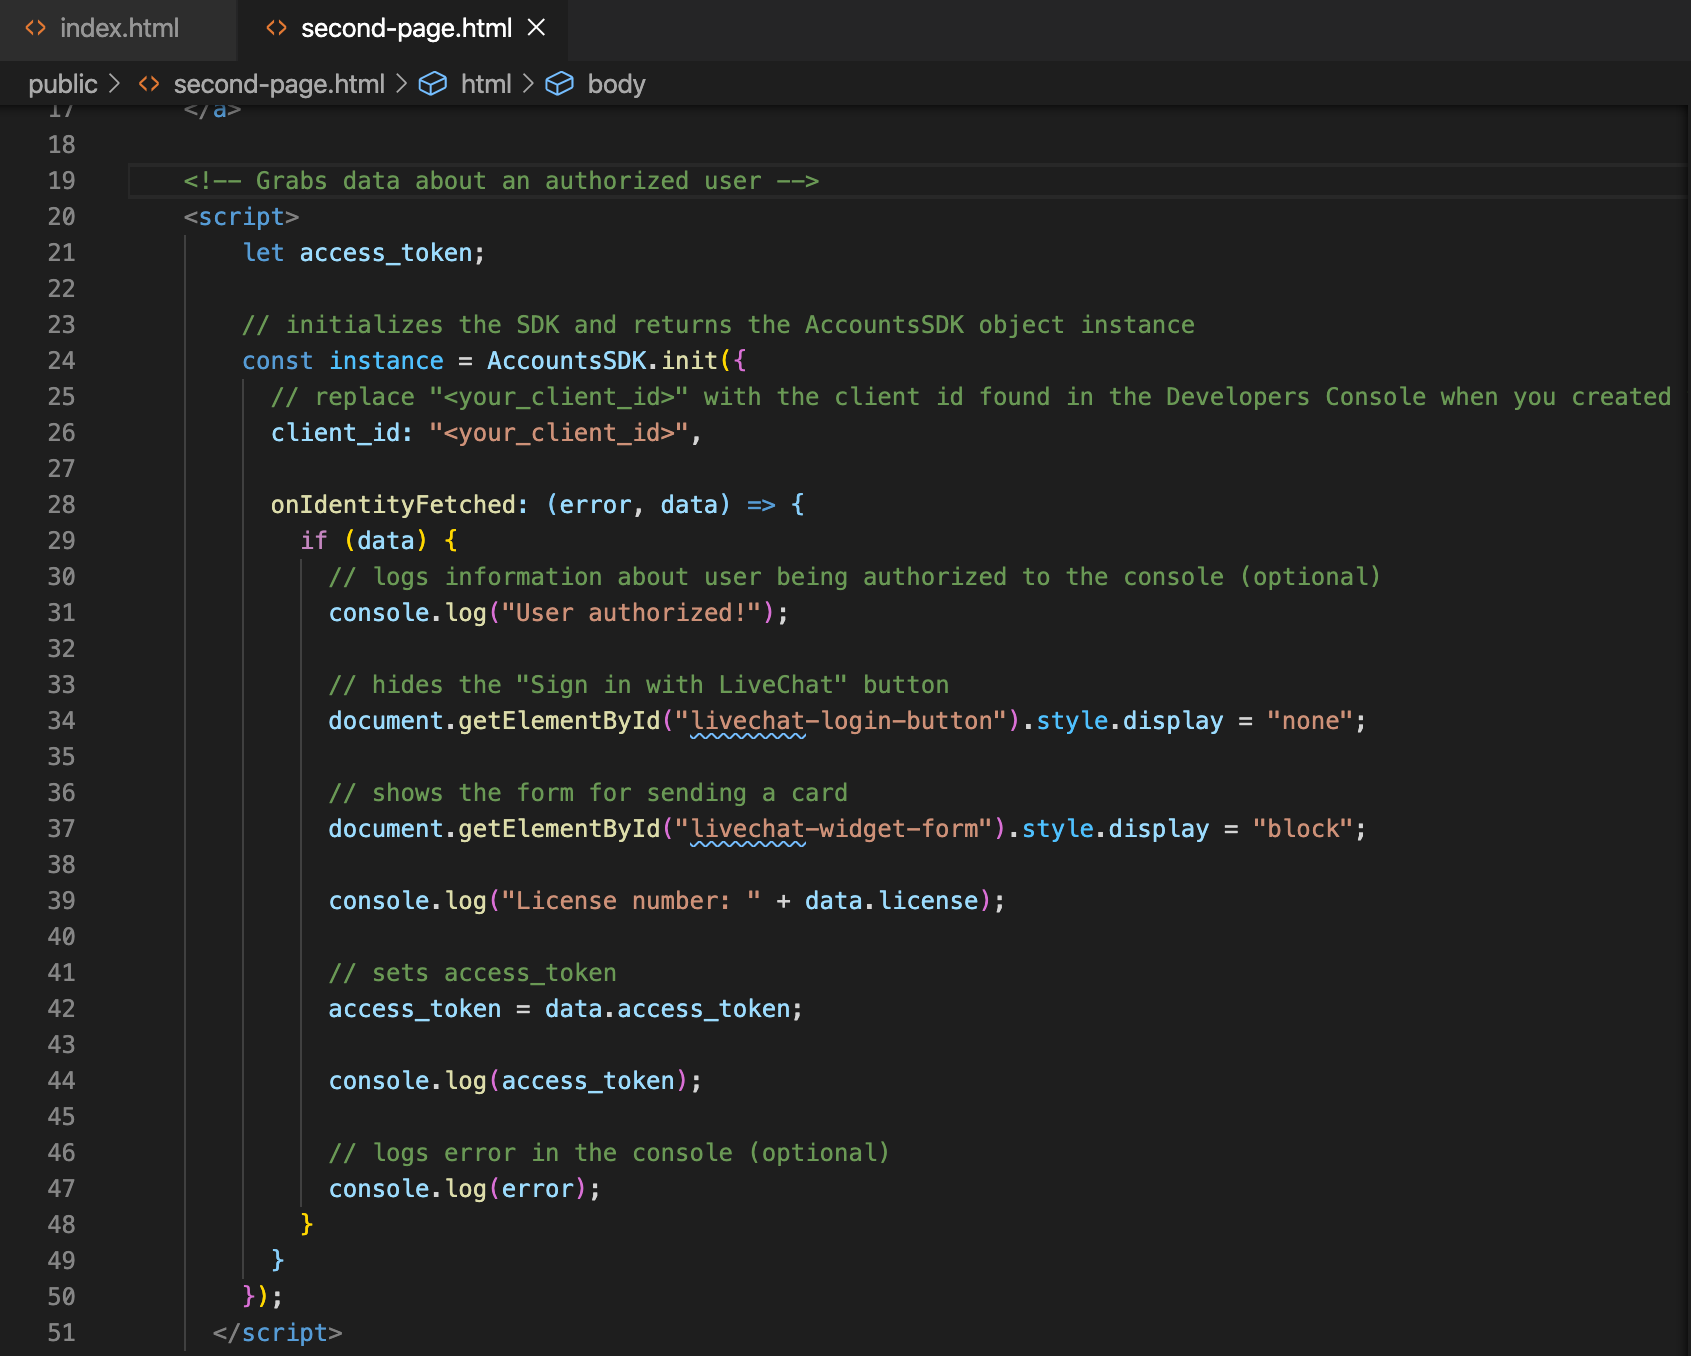 index.html
second-page.html
public > second-page.html > html > body
17 </a>
18
19 <!-- Grabs data about an authorized user -->
20 <script>
21 let access_token;
22
23 // initializes the SDK and returns the AccountsSDK object instance
24 const instance = AccountsSDK.init({
25 // replace "<your_client_id>" with the client id found in the Developers Console when you created
26 client_id: "<your_client_id>",
27
28 onIdentityFetched: (error, data) => {
29 if (data) {
30 // logs information about user being authorized to the console (optional)
31 console.log("User authorized!");
32
33 // hides the "Sign in with LiveChat" button
34 document.getElementById("livechat-login-button").style.display = "none";
35
36 // shows the form for sending a card
37 document.getElementById("livechat-widget-form").style.display = "block";
38
39 console.log("License number: " + data.license);
40
41 // sets access_token
42 access_token = data.access_token;
43
44 console.log(access_token);
45
46 // logs error in the console (optional)
47 console.log(error);
48 }
49 }
50 });
51 </script>